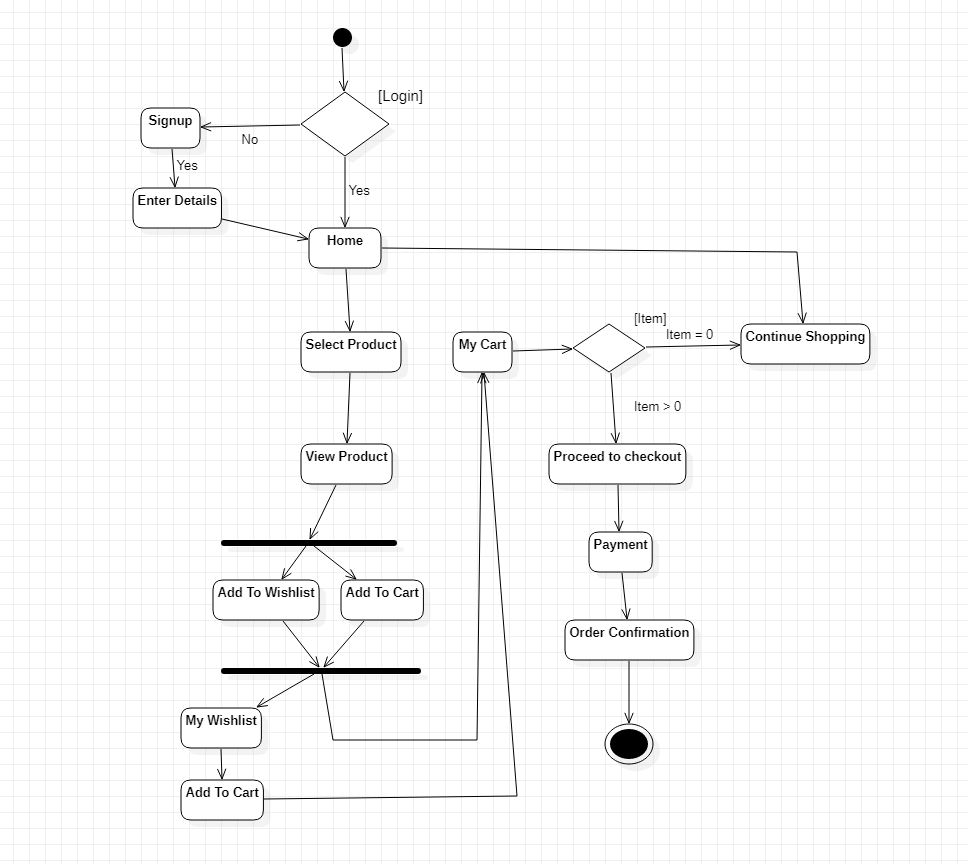 [Login]
Signup
No
Yes
Enter Details
Yes
Home
[Item]
Item = 0
Select Product
My Cart
Continue Shopping
Item > 0
View Product
Proceed to checkout
Payment
Add To Wishlist
Add To Cart
Order Confirmation
My Wishlist
Add To Cart